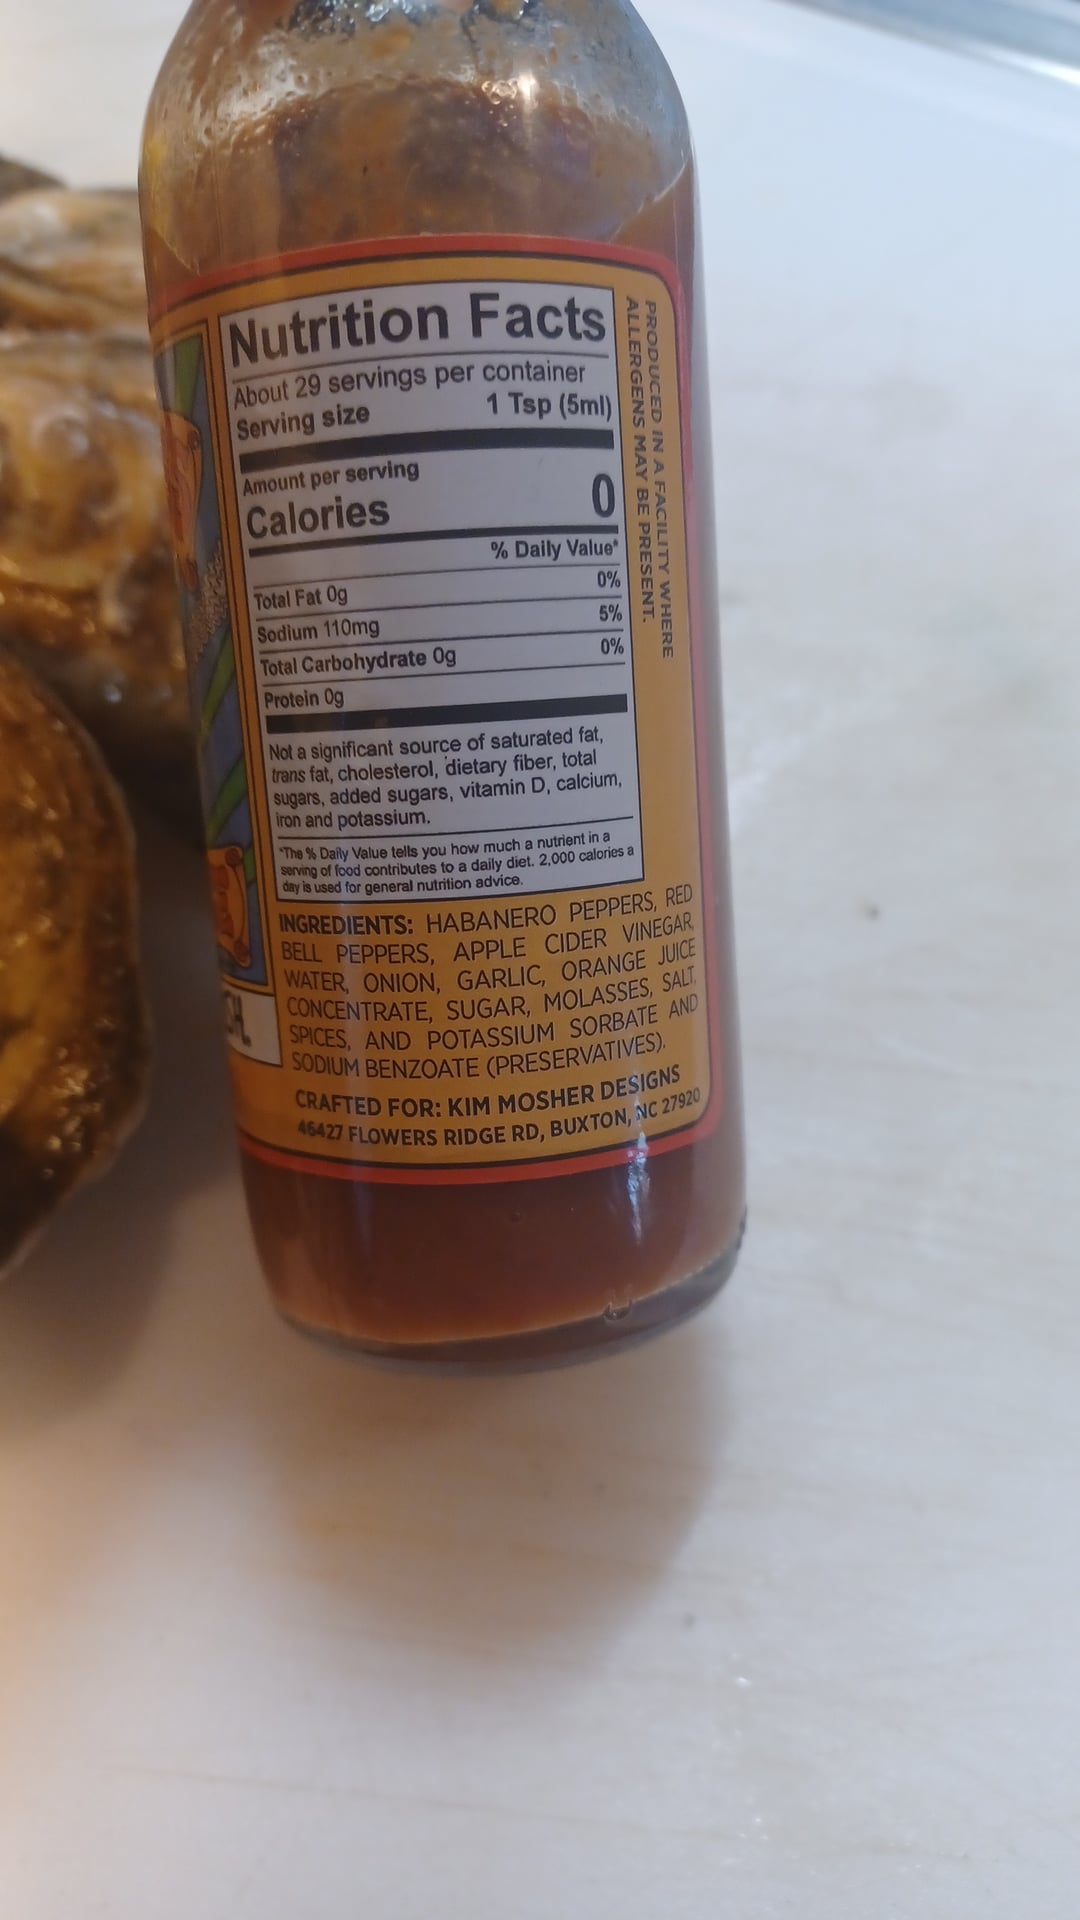 Nutrition Facts
About 29 servings per container
Serving size 1 Tsp (5ml)
Amount per serving
Calories 0
% Daily Value*
Total Fat 0g 0%
Sodium 110mg 5%
Total Carbohydrate 0g 0%
Protein 0g
Not a significant source of saturated fat,
trans fat, cholesterol, dietary fiber, total
sugars, added sugars, vitamin D, calcium,
iron and potassium.
*The % Daily Value tells you how much a nutrient in a
serving of food contributes to a daily diet. 2,000 calories a
day is used for general nutrition advice.
PRODUCED IN A FACILITY WHERE
ALLERGENS MAY BE PRESENT.
INGREDIENTS: HABANERO PEPPERS, RED
BELL PEPPERS, APPLE CIDER VINEGAR,
WATER, ONION, GARLIC, ORANGE JUICE
CONCENTRATE, SUGAR, MOLASSES, SALT,
SPICES, AND POTASSIUM SORBATE AND
SODIUM BENZOATE (PRESERVATIVES).
CRAFTED FOR: KIM MOSHER DESIGNS
46427 FLOWERS RIDGE RD, BUXTON, NC 27920